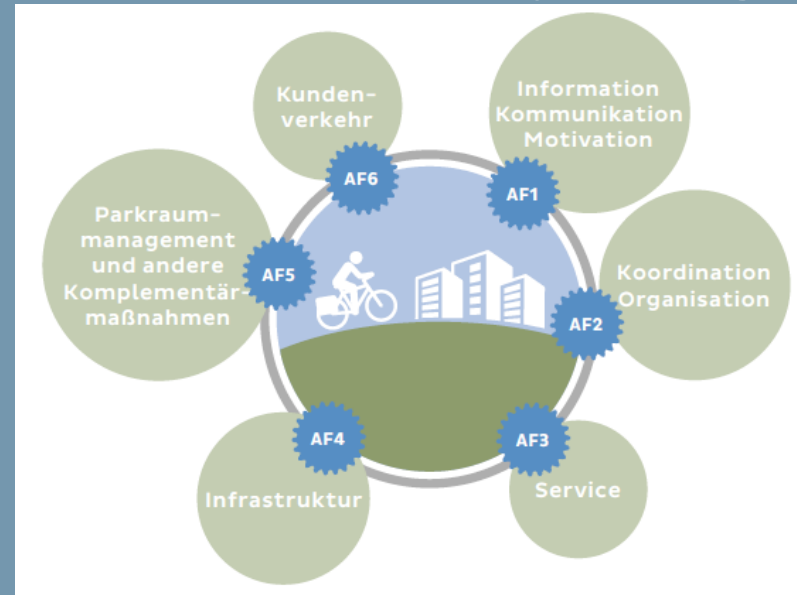 Information
Kommunikation
Motivation
AF1
Koordination
Organisation
AF2
Service
AF3
Infrastruktur
AF4
Parkraum-
management
und andere
Komplementär-
maßnahmen
AF5
Kunden-
verkehr
AF6